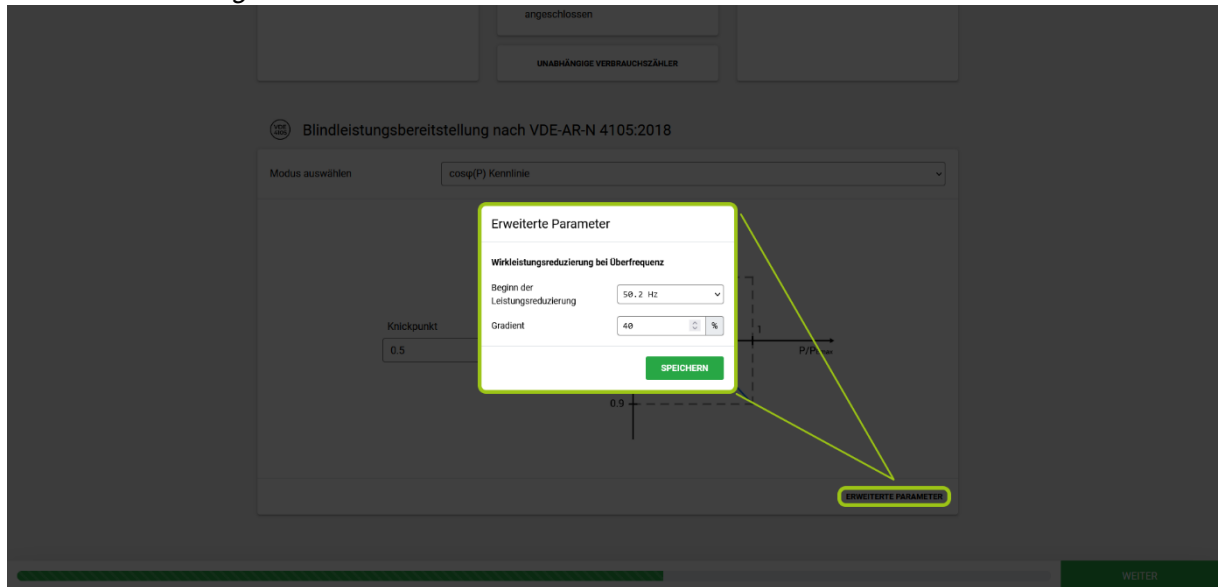 angeschlossen
UNABHÄNGIGE VERBRAUCHSZÄHLER
Blindleistungsbereitstellung nach VDE-AR-N 4105:2018
Modus auswählen
cosφ(P) Kennlinie
Erweiterte Parameter
Wirkleistungsreduzierung bei Überfrequenz
Beginn der
Leistungsreduzierung
50.2 Hz
Gradient
40
%
SPEICHERN
Knickpunkt
0.5
1
0.9
ERWEITERTE PARAMETER
WEITER